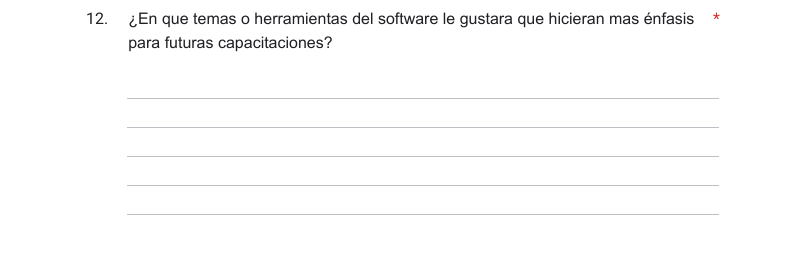 12. ¿En que temas o herramientas del software le gustara que hicieran mas énfasis *
para futuras capacitaciones?